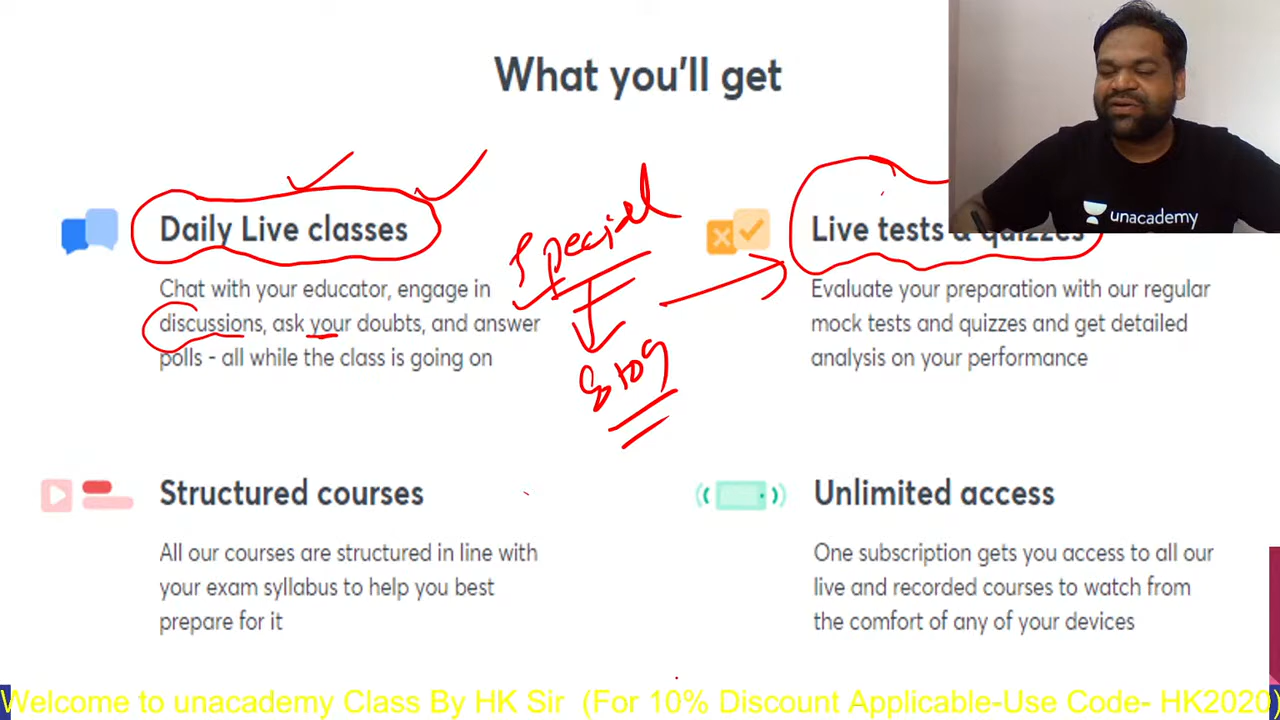 What you'll get
unacademy
Daily Live classes
Chat with your educator, engage in
discussions, ask your doubts, and answer
polls - all while the class is going on
Special
Live tests & quizzes
Evaluate your preparation with our regular
mock tests and quizzes and get detailed
analysis on your performance
Structured courses
All our courses are structured in line with
your exam syllabus to help you best
prepare for it
Unlimited access
One subscription gets you access to all our
live and recorded courses to watch from
the comfort of any of your devices
Welcome to unacademy Class By HK Sir (For 10% Discount Applicable-Use Code- HK2020)